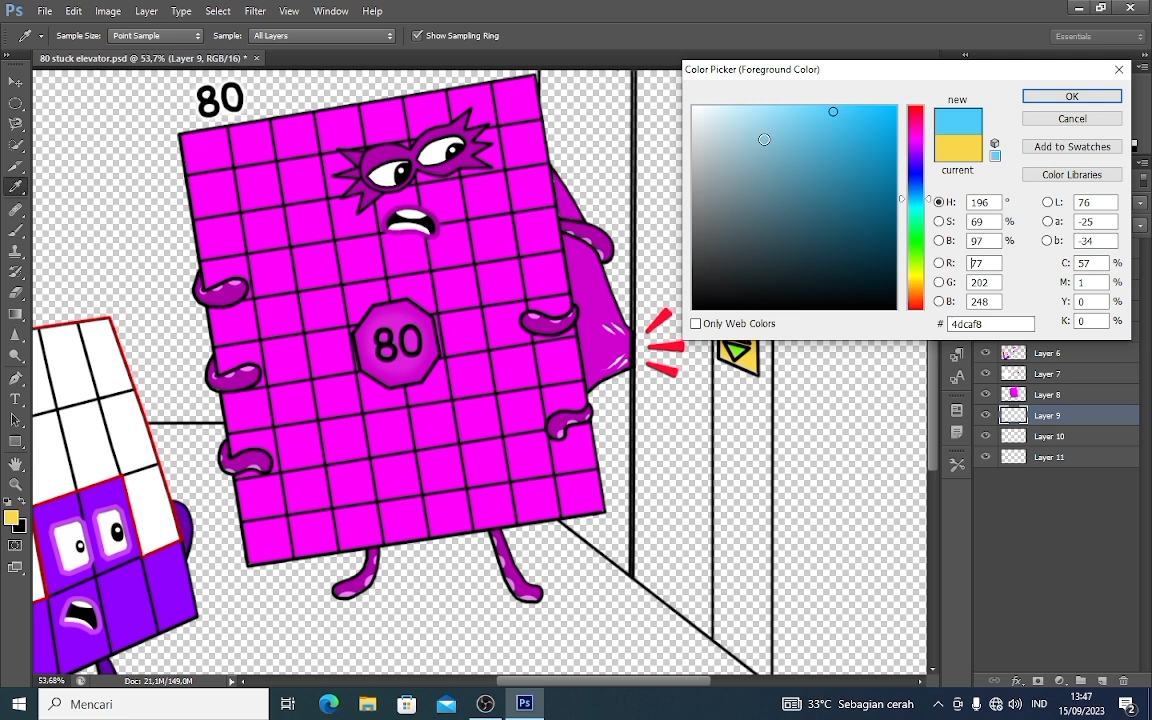 Ps File Edit Image Layer Type Select Filter View Window Help
Sample Size: Point Sample Sample: All Layers Show Sampling Ring Essentials
80 stuck elevator.psd @ 53,7% (Layer 9, RGB/16) * ×
Color Picker (Foreground Color)
80
new
OK
Cancel
Add to Swatches
current
Color Libraries
H: 196 °
L: 76
S: 69 %
a: -25
B: 97 %
b: -34
R: 77
C: 57 %
G: 202
M: 1 %
B: 248
Y: 0 %
# 4dcaf8
K: 0 %
Only Web Colors
80
Layer 6
Layer 7
Layer 8
Layer 9
Layer 10
Layer 11
53,68% Doc: 21,1M/149,0M
Mencari
Ps
33°C Sebagian cerah
IND
13:47
15/09/2023
2